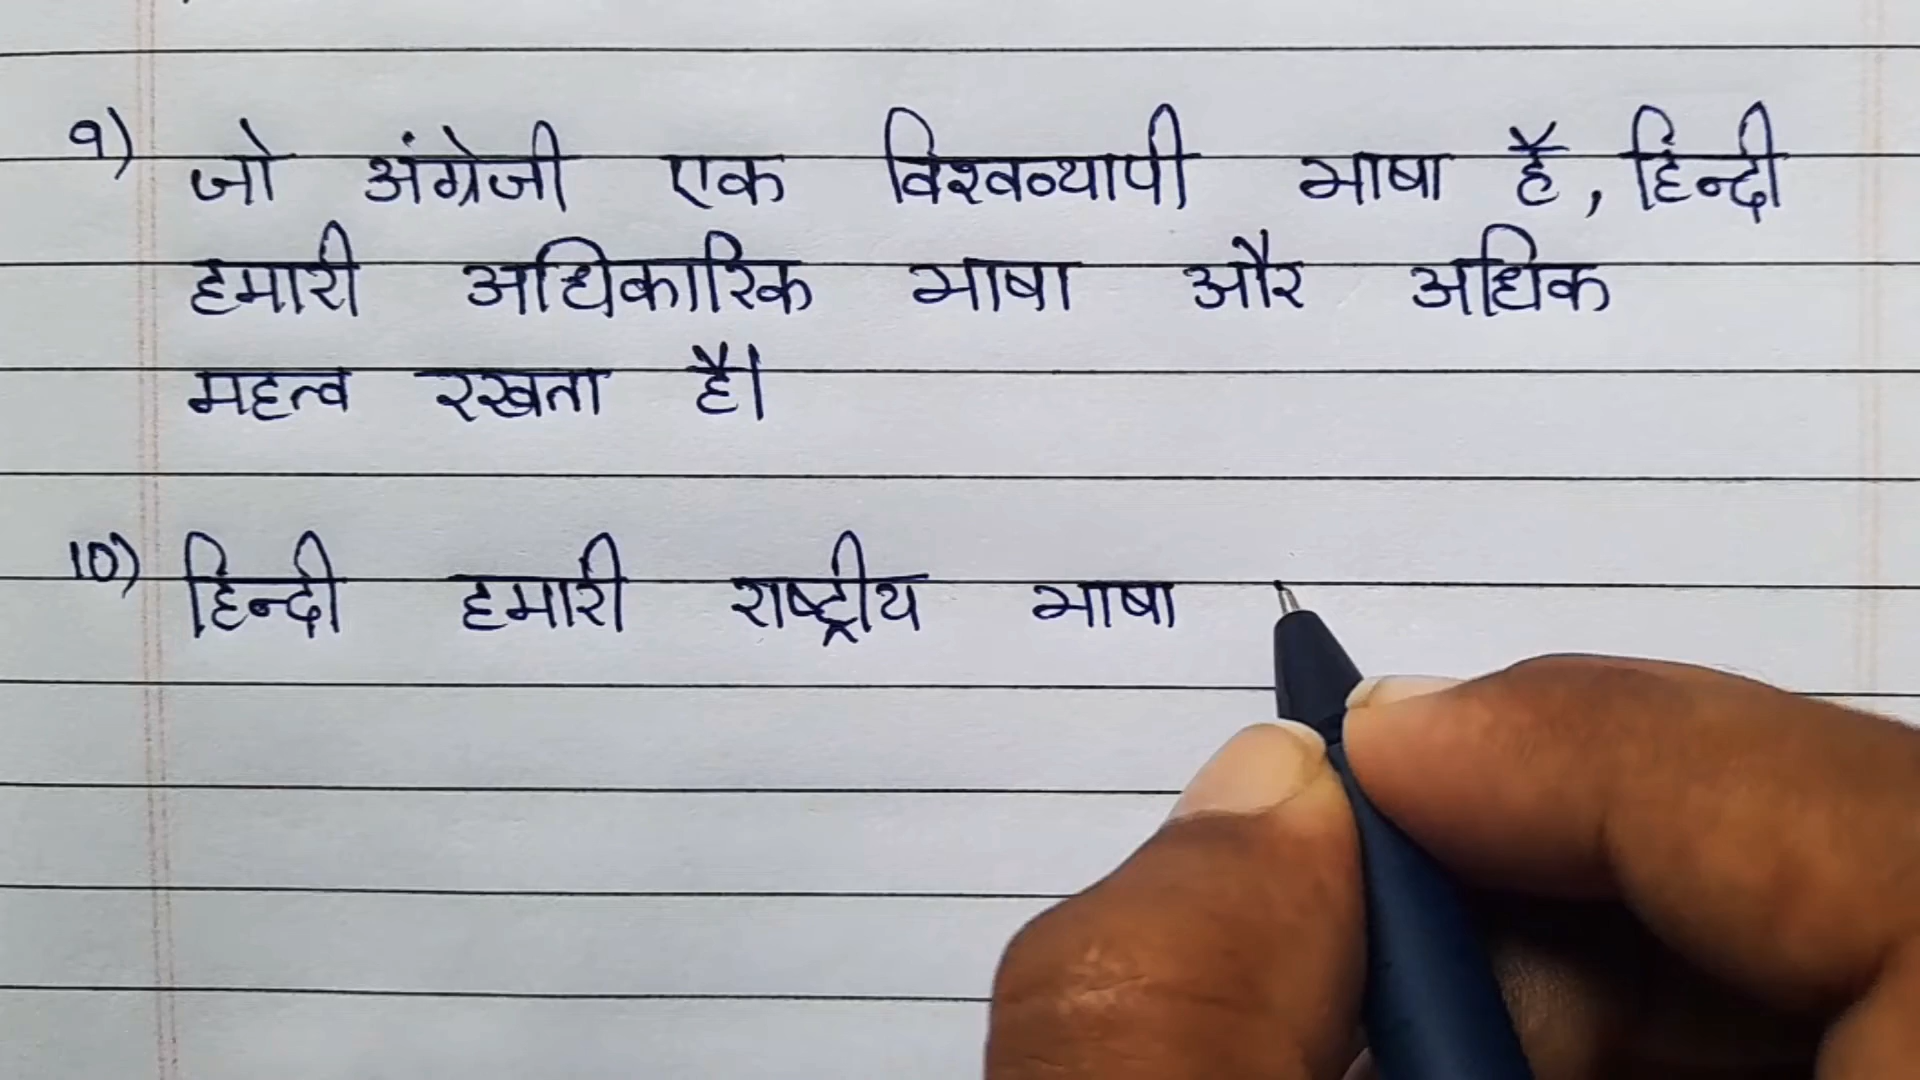 9) जो अंग्रेजी एक विश्वव्यापी भाषा है, हिन्दी
हमारी अधिकारिक भाषा और अधिक
महत्व रखता है।
10) हिन्दी हमारी राष्ट्रीय भाषा